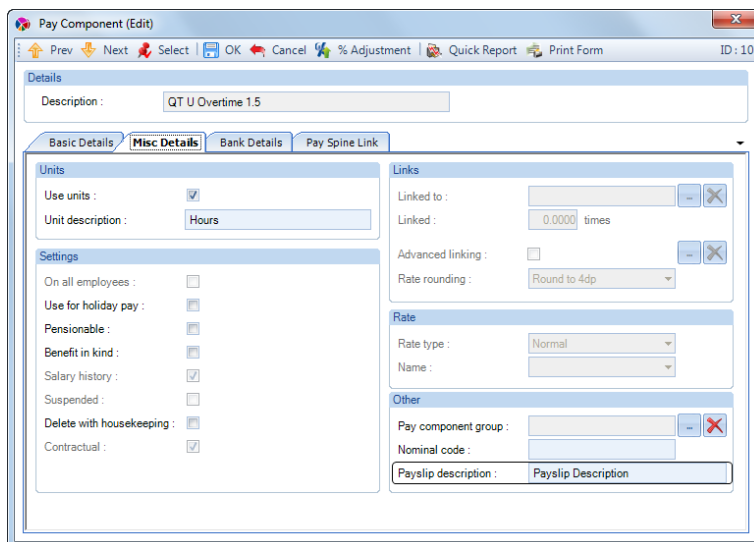 Pay Component (Edit)
Prev Next Select OK Cancel % Adjustment Quick Report Print Form ID : 10
Details
Description : QT U Overtime 1.5
Basic Details Misc Details Bank Details Pay Spine Link
Units
Use units :
Unit description : Hours
Settings
On all employees :
Use for holiday pay :
Pensionable :
Benefit in kind :
Salary history :
Suspended :
Delete with housekeeping :
Contractual :
Links
Linked to :
Linked : 0.0000 times
Advanced linking :
Rate rounding : Round to 4dp
Rate
Rate type : Normal
Name :
Other
Pay component group :
Nominal code :
Payslip description : Payslip Description